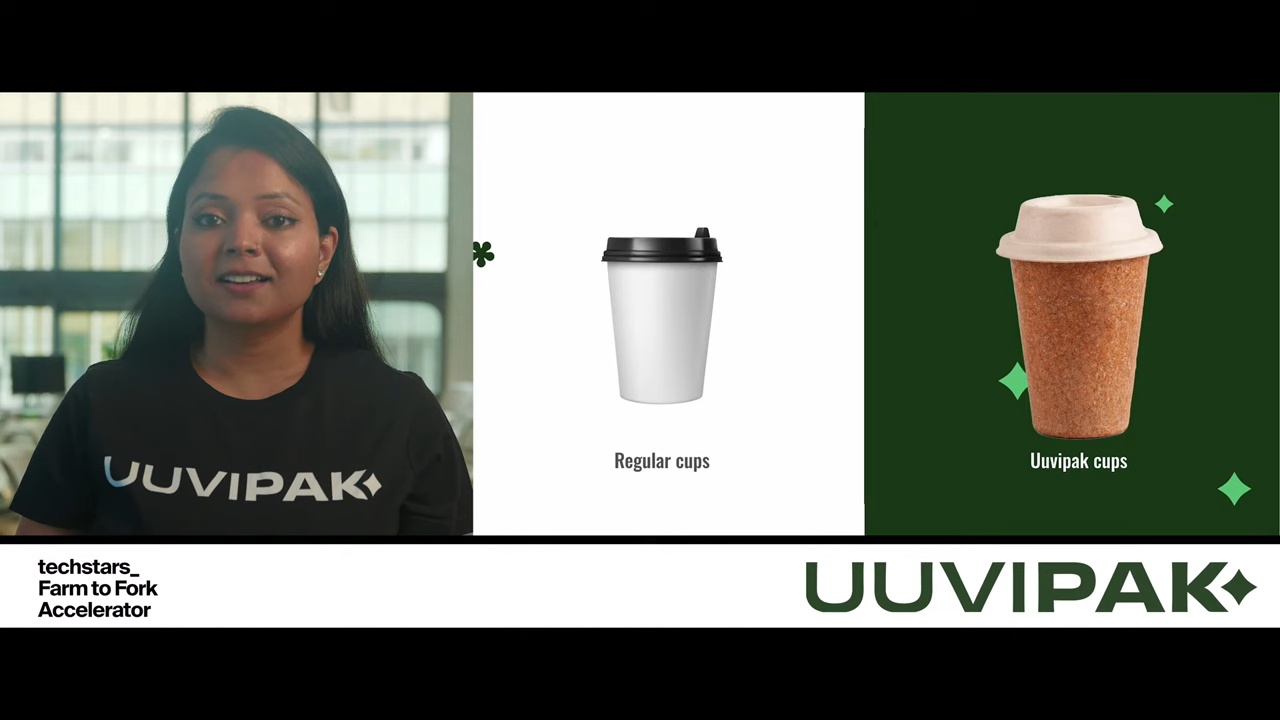 UUVIPAK
Regular cups
Uuvipak cups
techstars_
Farm to Fork
Accelerator
UUVIPAK